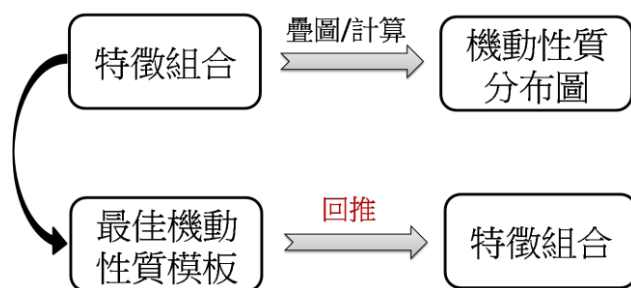 特徵組合
疊圖/計算
機動性質
分布圖
最佳機動
性質模板
回推
特徵組合